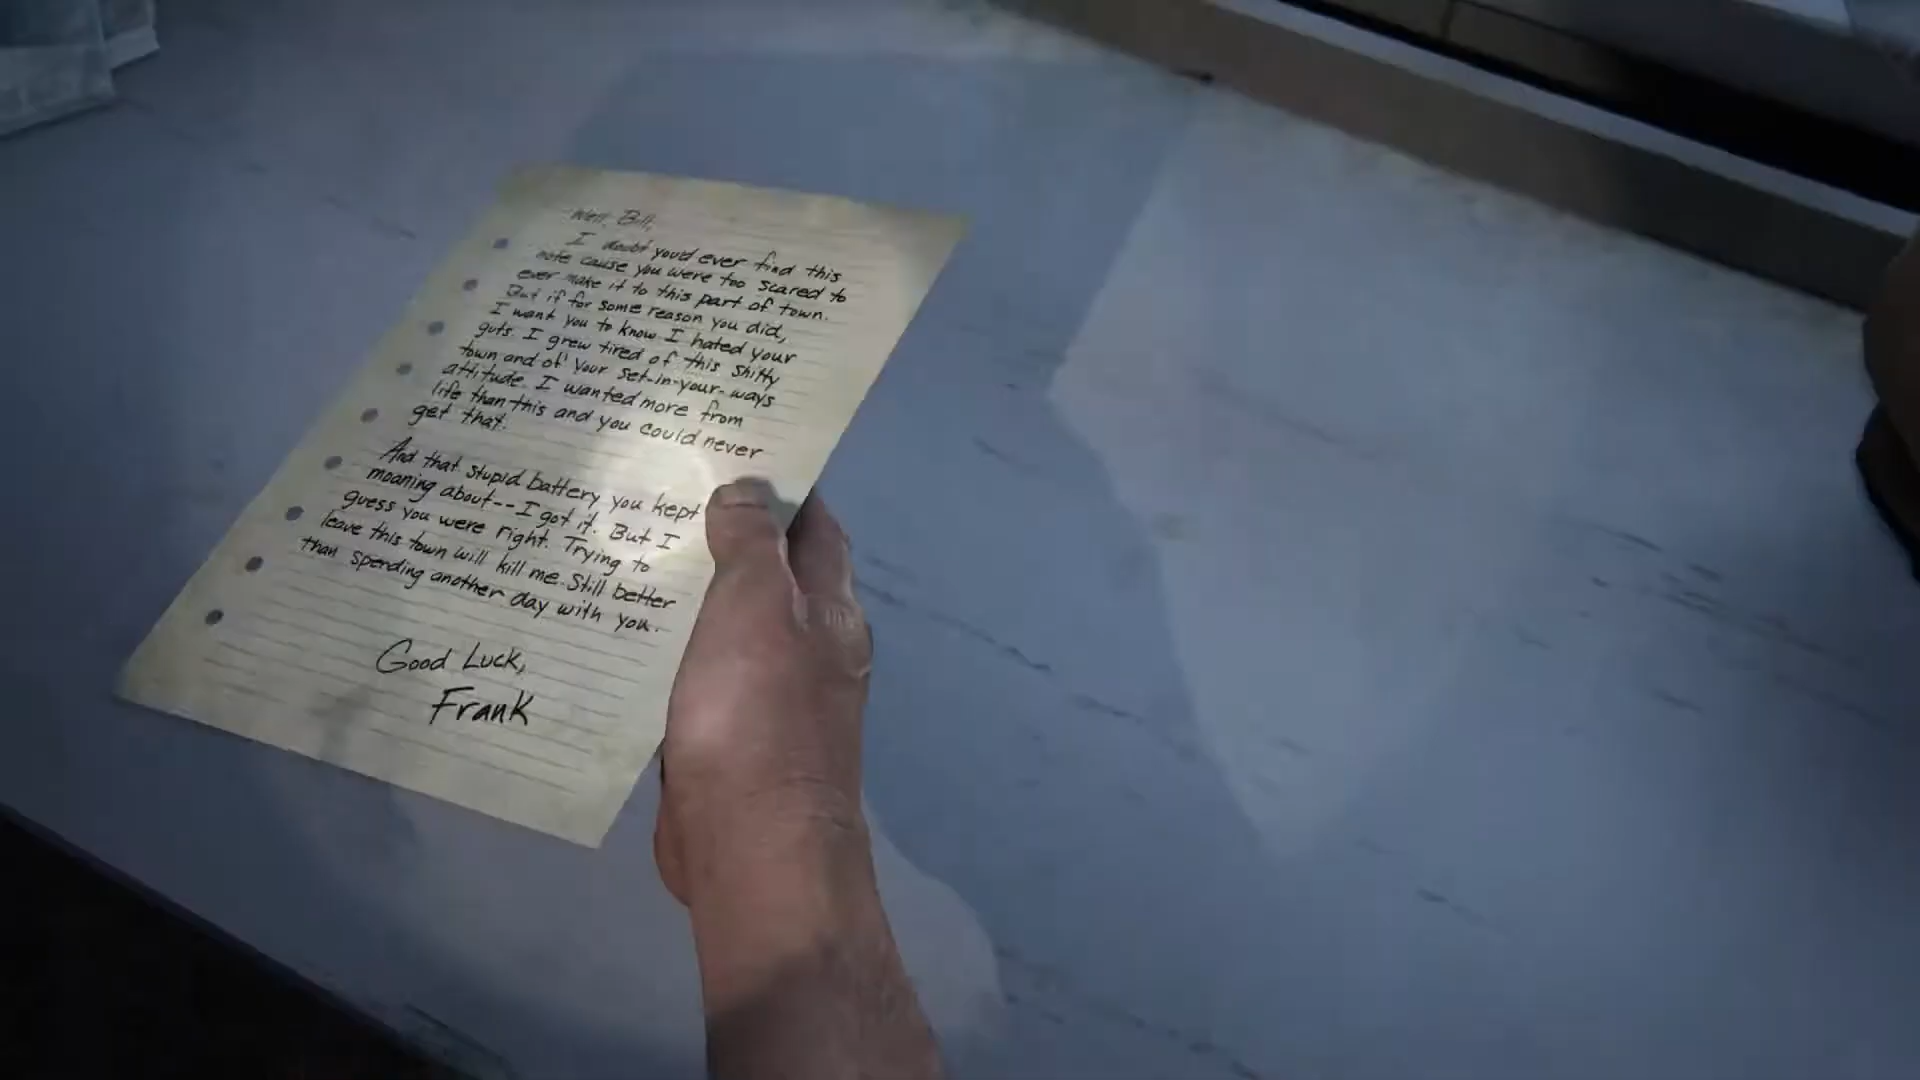 Well, Bill,
I doubt you'd ever find this
note cause you were too scared to
ever make it to this part of town.
But if for some reason you did,
I want you to know I hated your
guts. I grew tired of this shitty
town and of your set-in-your-ways
attitude. I wanted more from
life than this and you could never
get that.
And that stupid battery you kept
moaning about--I got it. But I
guess you were right. Trying to
leave this town will kill me. Still better
than spending another day with you.
Good Luck,
Frank